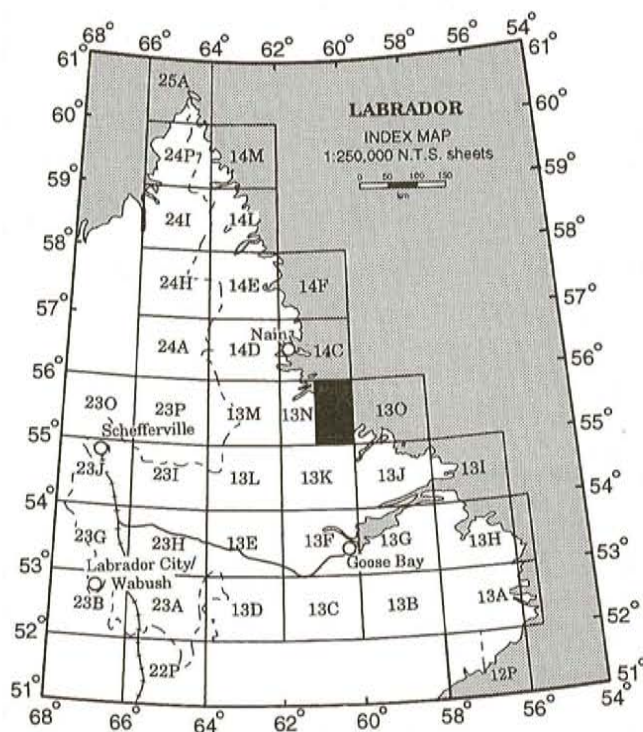 68° 66° 64° 62° 60° 58° 56° 54°
61° 61°
25A
60° LABRADOR 60°
INDEX MAP
24P 14M 1:250,000 N.T.S. sheets
59° 0 50 100 150 59°
km
24I 14L
58° 58°
24H 14E 14F
57° 57°
Nain
24A 14D 14C
56° 56°
23O 23P 13M 13N 13O
Schefferville
55° 55°
23J 23I 13L 13K 13J 13I
54° 54°
23G 23H 13E 13F 13G 13H
53° Labrador City/ Goose Bay 53°
Wabush
23B 23A 13D 13C 13B 13A
52° 52°
22P 12P
51° 51°
68° 66° 64° 62° 60° 58° 56° 54°